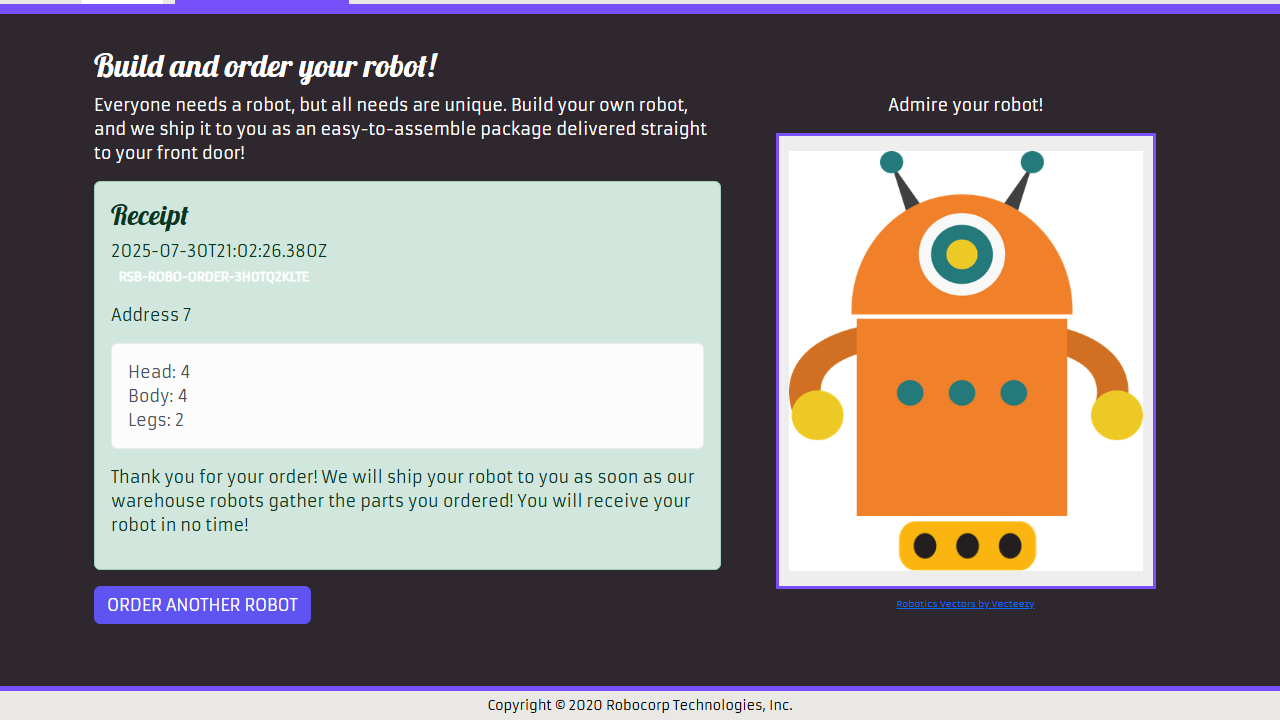 Build and order your robot!
Everyone needs a robot, but all needs are unique. Build your own robot,
and we ship it to you as an easy-to-assemble package delivered straight
to your front door!
Receipt
2025-07-30T21:02:26.380Z
RSB-ROBO-ORDER-3HOTQ2KLTE
Address 7
Head: 4
Body: 4
Legs: 2
Thank you for your order! We will ship your robot to you as soon as our
warehouse robots gather the parts you ordered! You will receive your
robot in no time!
ORDER ANOTHER ROBOT
Admire your robot!
Robotics Vectors by Vecteezy
Copyright © 2020 Robocorp Technologies, Inc.